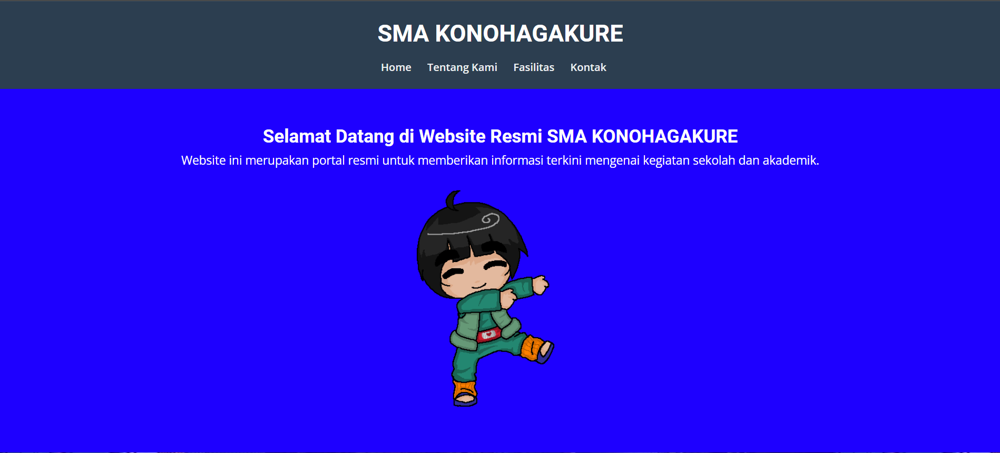 SMA KONOHAGAKURE
Home Tentang Kami Fasilitas Kontak
Selamat Datang di Website Resmi SMA KONOHAGAKURE
Website ini merupakan portal resmi untuk memberikan informasi terkini mengenai kegiatan sekolah dan akademik.